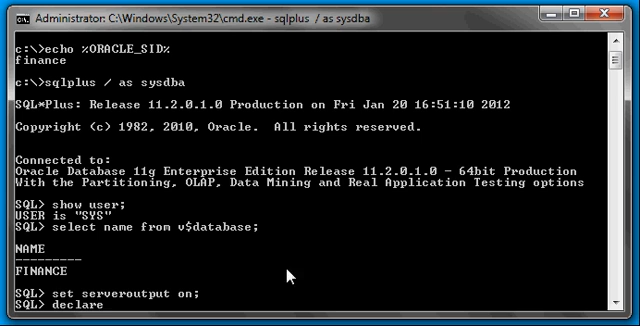 Administrator: C:\Windows\System32\cmd.exe - sqlplus / as sysdba
c:\>echo %ORACLE_SID%
finance
c:\>sqlplus / as sysdba
SQL*Plus: Release 11.2.0.1.0 Production on Fri Jan 20 16:51:10 2012
Copyright (c) 1982, 2010, Oracle.  All rights reserved.
Connected to:
Oracle Database 11g Enterprise Edition Release 11.2.0.1.0 - 64bit Production
With the Partitioning, OLAP, Data Mining and Real Application Testing options
SQL> show user;
USER is "SYS"
SQL> select name from v$database;
NAME
---------
FINANCE
SQL> set serveroutput on;
SQL> declare